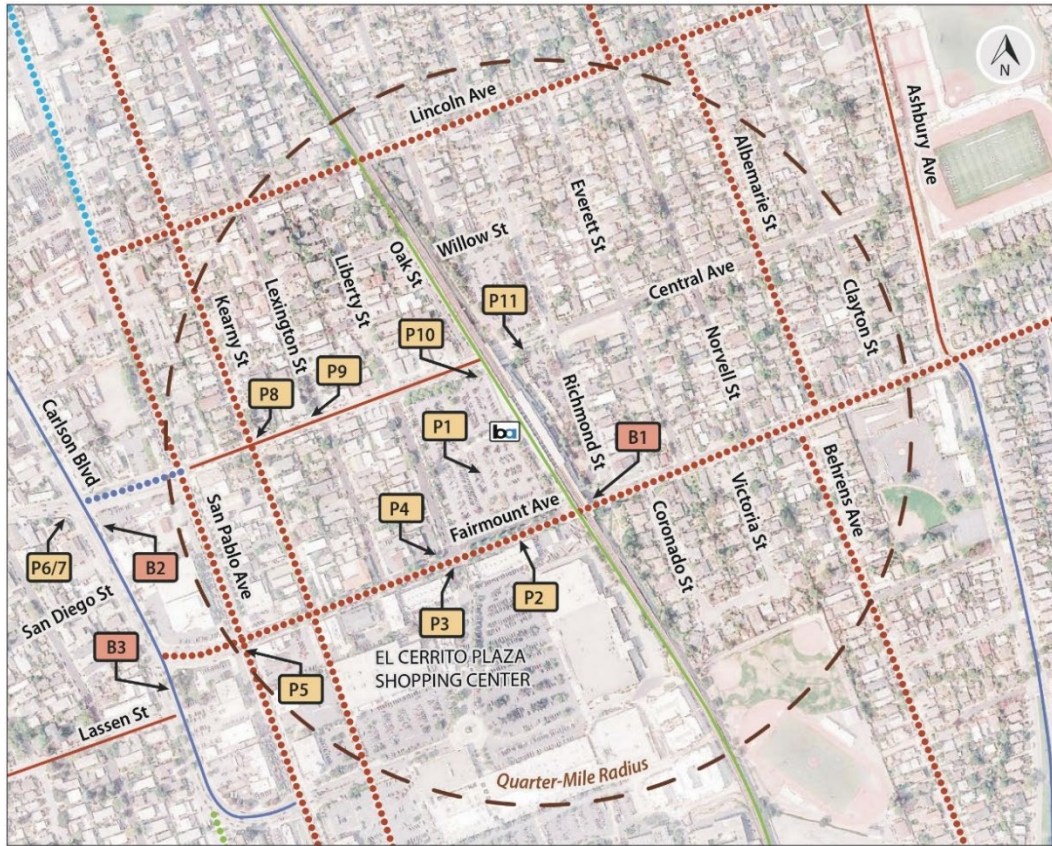 N
Lincoln Ave
Ashbury Ave
Albemarle St
Everett St
Willow St
Oak St
Central Ave
Liberty St
Lexington St
Kearny St
Clayton St
P11
P10
P9
P8
Norvell St
Carlson Blvd
Richmond St
ba
P1
B1
Behrens Ave
Victoria St
Coronado St
Fairmount Ave
P4
San Pablo Ave
P6/7
B2
P2
P3
San Diego St
B3
EL CERRITO PLAZA
SHOPPING CENTER
P5
Lassen St
Quarter-Mile Radius